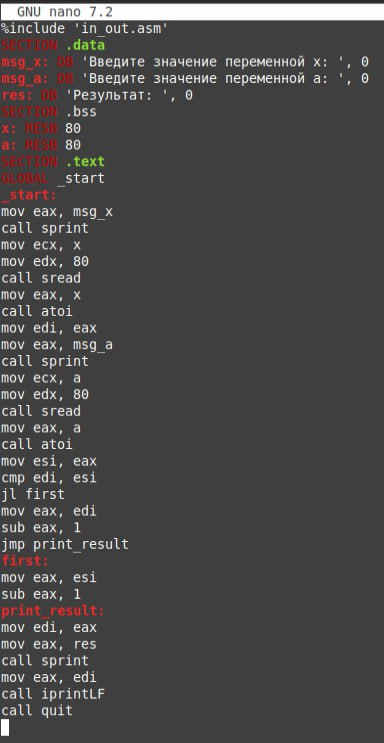 GNU nano 7.2
%include 'in_out.asm'
SECTION .data
msg_x: DB 'Введите значение переменной x: ', 0
msg_a: DB 'Введите значение переменной a: ', 0
res: DB 'Результат: ', 0
SECTION .bss
x: RESB 80
a: RESB 80
SECTION .text
GLOBAL _start
_start:
mov eax, msg_x
call sprint
mov ecx, x
mov edx, 80
call sread
mov eax, x
call atoi
mov edi, eax
mov eax, msg_a
call sprint
mov ecx, a
mov edx, 80
call sread
mov eax, a
call atoi
mov esi, eax
cmp edi, esi
jl first
mov eax, edi
sub eax, 1
jmp print_result
first:
mov eax, esi
sub eax, 1
print_result:
mov edi, eax
mov eax, res
call sprint
mov eax, edi
call iprintLF
call quit